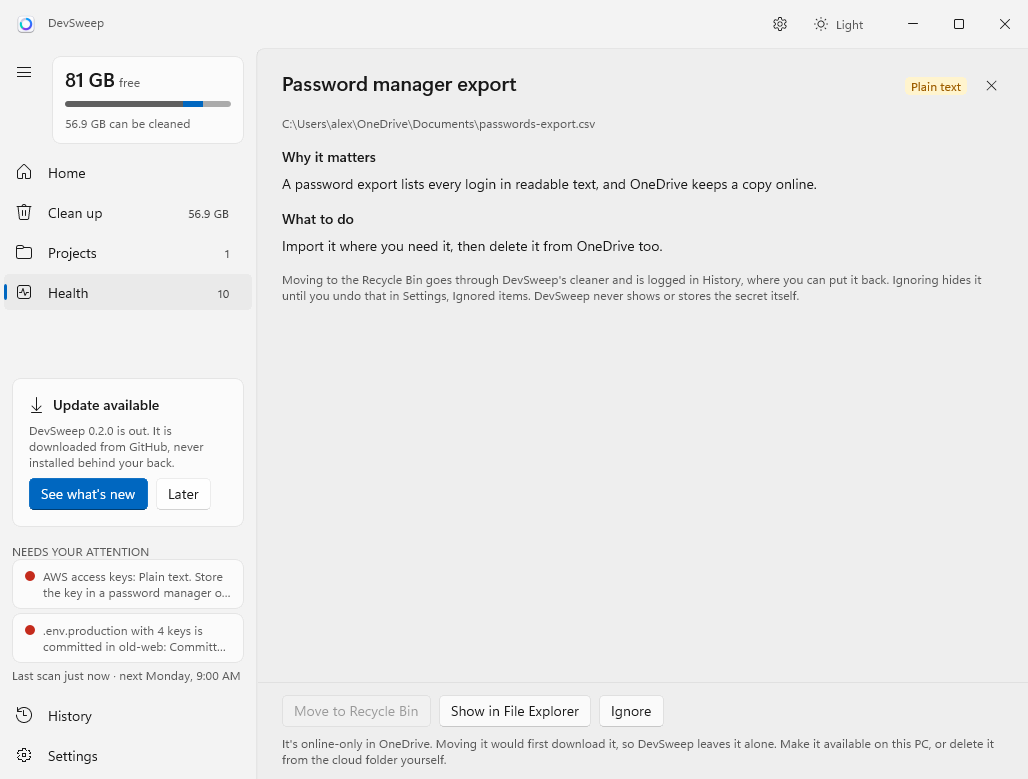 DevSweep
Light
81 GB free
56.9 GB can be cleaned
Home
Clean up 56.9 GB
Projects 1
Health 10
Update available
DevSweep 0.2.0 is out. It is
downloaded from GitHub, never
installed behind your back.
See what's new Later
NEEDS YOUR ATTENTION
AWS access keys: Plain text. Store
the key in a password manager o...
.env.production with 4 keys is
committed in old-web: Committ...
Last scan just now · next Monday, 9:00 AM
History
Settings
Password manager export
Plain text
C:\Users\alex\OneDrive\Documents\passwords-export.csv
Why it matters
A password export lists every login in readable text, and OneDrive keeps a copy online.
What to do
Import it where you need it, then delete it from OneDrive too.
Moving to the Recycle Bin goes through DevSweep's cleaner and is logged in History, where you can put it back. Ignoring hides it
until you undo that in Settings, Ignored items. DevSweep never shows or stores the secret itself.
Move to Recycle Bin Show in File Explorer Ignore
It's online-only in OneDrive. Moving it would first download it, so DevSweep leaves it alone. Make it available on this PC, or delete it
from the cloud folder yourself.